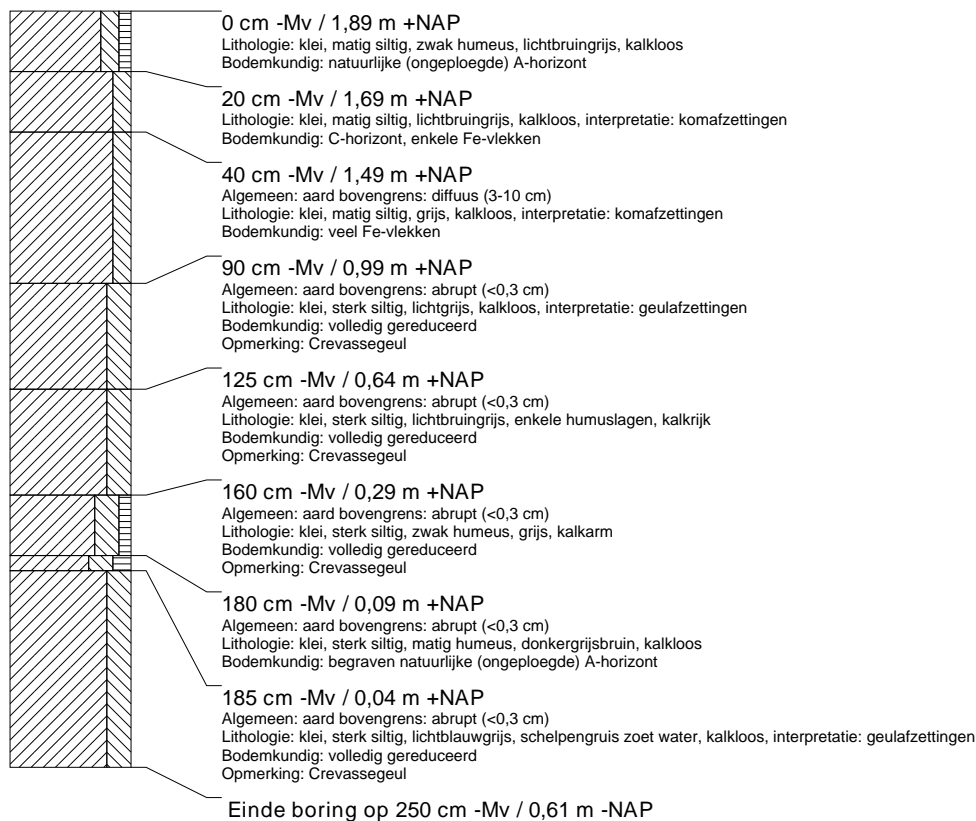 0 cm -Mv / 1,89 m +NAP
Lithologie: klei, matig siltig, zwak humeus, lichtbruingrijs, kalkloos
Bodemkundig: natuurlijke (ongeploegde) A-horizont
20 cm -Mv / 1,69 m +NAP
Lithologie: klei, matig siltig, lichtbruingrijs, kalkloos, interpretatie: komafzettingen
Bodemkundig: C-horizont, enkele Fe-vlekken
40 cm -Mv / 1,49 m +NAP
Algemeen: aard bovengrens: diffuus (3-10 cm)
Lithologie: klei, matig siltig, grijs, kalkloos, interpretatie: komafzettingen
Bodemkundig: veel Fe-vlekken
90 cm -Mv / 0,99 m +NAP
Algemeen: aard bovengrens: abrupt (<0,3 cm)
Lithologie: klei, sterk siltig, lichtgrijs, kalkloos, interpretatie: geulafzettingen
Bodemkundig: volledig gereduceerd
Opmerking: Crevassegeul
125 cm -Mv / 0,64 m +NAP
Algemeen: aard bovengrens: abrupt (<0,3 cm)
Lithologie: klei, sterk siltig, lichtbruingrijs, enkele humuslagen, kalkrijk
Bodemkundig: volledig gereduceerd
Opmerking: Crevassegeul
160 cm -Mv / 0,29 m +NAP
Algemeen: aard bovengrens: abrupt (<0,3 cm)
Lithologie: klei, sterk siltig, zwak humeus, grijs, kalkarm
Bodemkundig: volledig gereduceerd
Opmerking: Crevassegeul
180 cm -Mv / 0,09 m +NAP
Algemeen: aard bovengrens: abrupt (<0,3 cm)
Lithologie: klei, sterk siltig, matig humeus, donkergrijsbruin, kalkloos
Bodemkundig: begraven natuurlijke (ongeploegde) A-horizont
185 cm -Mv / 0,04 m +NAP
Algemeen: aard bovengrens: abrupt (<0,3 cm)
Lithologie: klei, sterk siltig, lichtblauwgrijs, schelpengruis zoet water, kalkloos, interpretatie: geulafzettingen
Bodemkundig: volledig gereduceerd
Opmerking: Crevassegeul
Einde boring op 250 cm -Mv / 0,61 m -NAP